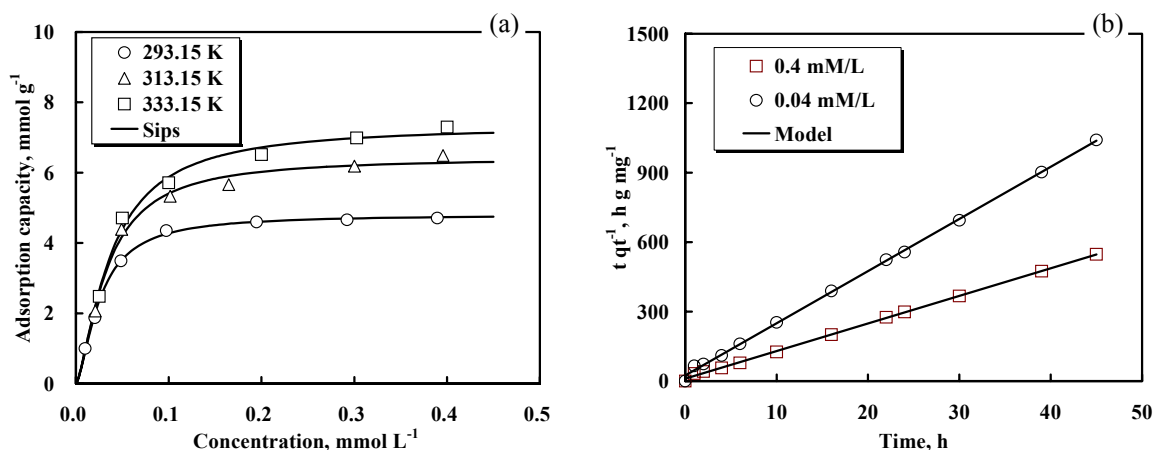 (a)
10
8
6
4
2
0
Adsorption capacity, mmol g⁻¹
293.15 K
313.15 K
333.15 K
Sips
0.0 0.1 0.2 0.3 0.4 0.5
Concentration, mmol L⁻¹
(b)
1500
1200
900
600
300
0
t qt⁻¹, h g mg⁻¹
0.4 mM/L
0.04 mM/L
Model
0 10 20 30 40 50
Time, h